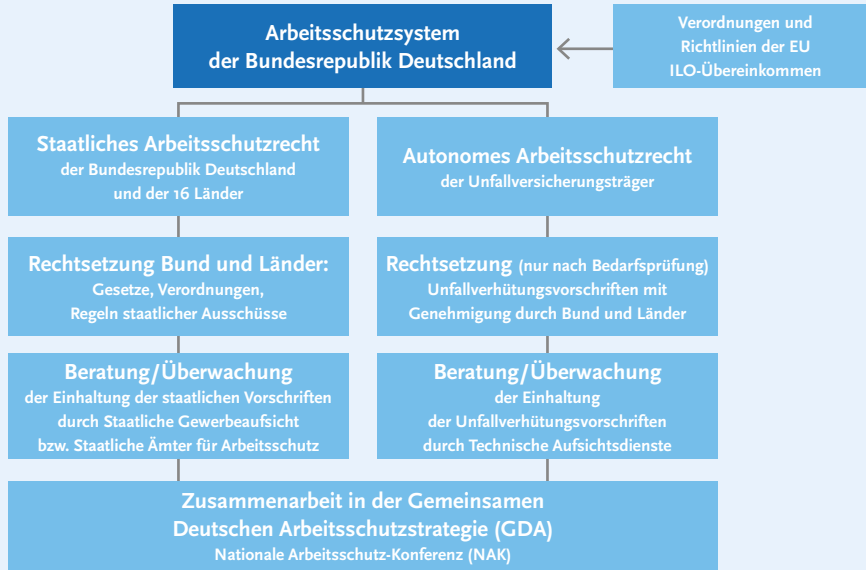 Arbeitsschutzsystem
der Bundesrepublik Deutschland
Verordnungen und
Richtlinien der EU
ILO-Übereinkommen
Staatliches Arbeitsschutzrecht
der Bundesrepublik Deutschland
und der 16 Länder
Autonomes Arbeitsschutzrecht
der Unfallversicherungsträger
Rechtsetzung Bund und Länder:
Gesetze, Verordnungen,
Regeln staatlicher Ausschüsse
Rechtsetzung (nur nach Bedarfsprüfung)
Unfallverhütungsvorschriften mit
Genehmigung durch Bund und Länder
Beratung/Überwachung
der Einhaltung der staatlichen Vorschriften
durch Staatliche Gewerbeaufsicht
bzw. Staatliche Ämter für Arbeitsschutz
Beratung/Überwachung
der Einhaltung
der Unfallverhütungsvorschriften
durch Technische Aufsichtsdienste
Zusammenarbeit in der Gemeinsamen
Deutschen Arbeitsschutzstrategie (GDA)
Nationale Arbeitsschutz-Konferenz (NAK)